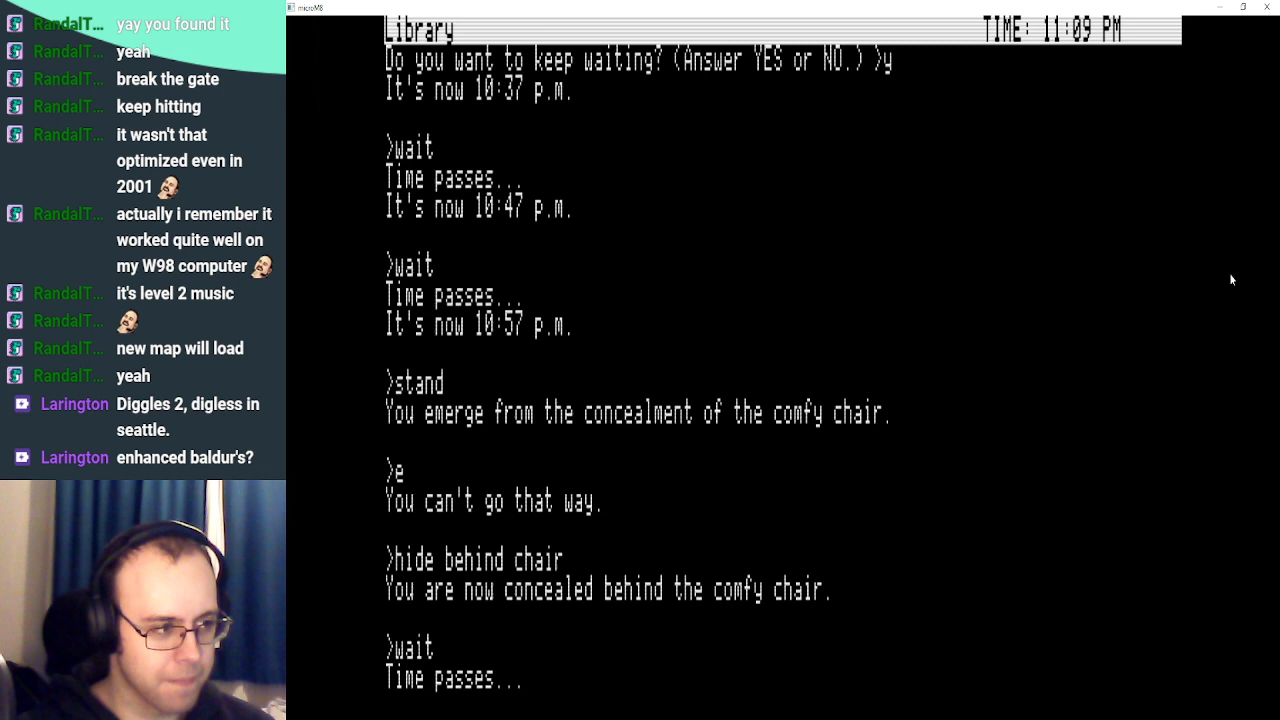 RandalT... yay you found it
RandalT... yeah
RandalT... break the gate
RandalT... keep hitting
RandalT... it wasn't that
optimized even in
2001
RandalT... actually i remember it
worked quite well on
my W98 computer
RandalT... it's level 2 music
RandalT...
RandalT... new map will load
RandalT... yeah
Larington Diggles 2, digless in
seattle.
Larington enhanced baldur's?
microM8
Library TIME: 11:09 PM
Do you want to keep waiting? (Answer YES or NO.) >y
It's now 10:37 p.m.
>wait
Time passes...
It's now 10:47 p.m.
>wait
Time passes...
It's now 10:57 p.m.
>stand
You emerge from the concealment of the comfy chair.
>e
You can't go that way.
>hide behind chair
You are now concealed behind the comfy chair.
>wait
Time passes...